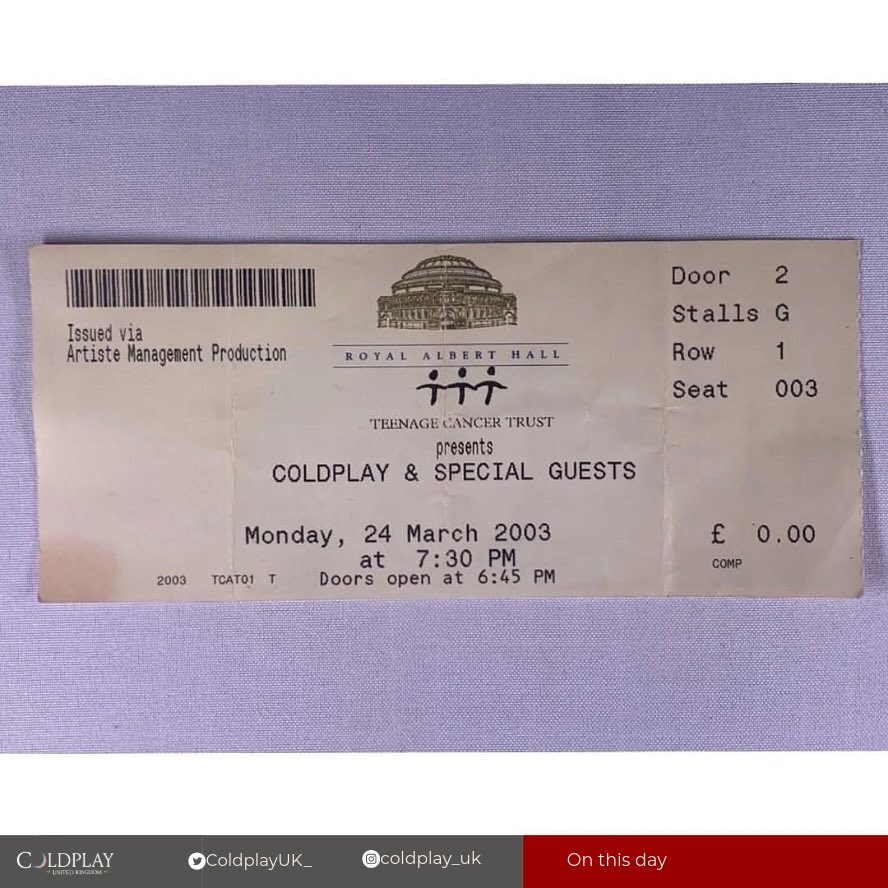 Issued via
Artiste Management Production
ROYAL ALBERT HALL
TEENAGE CANCER TRUST
presents
COLDPLAY & SPECIAL GUESTS
Monday, 24 March 2003
at 7:30 PM
Doors open at 6:45 PM
2003 TCAT01 T
Door 2
Stalls G
Row 1
Seat 003
£ 0.00
COMP
COLDPLAY
UNITED KINGDOM
ColdplayUK_
coldplay_uk
On this day